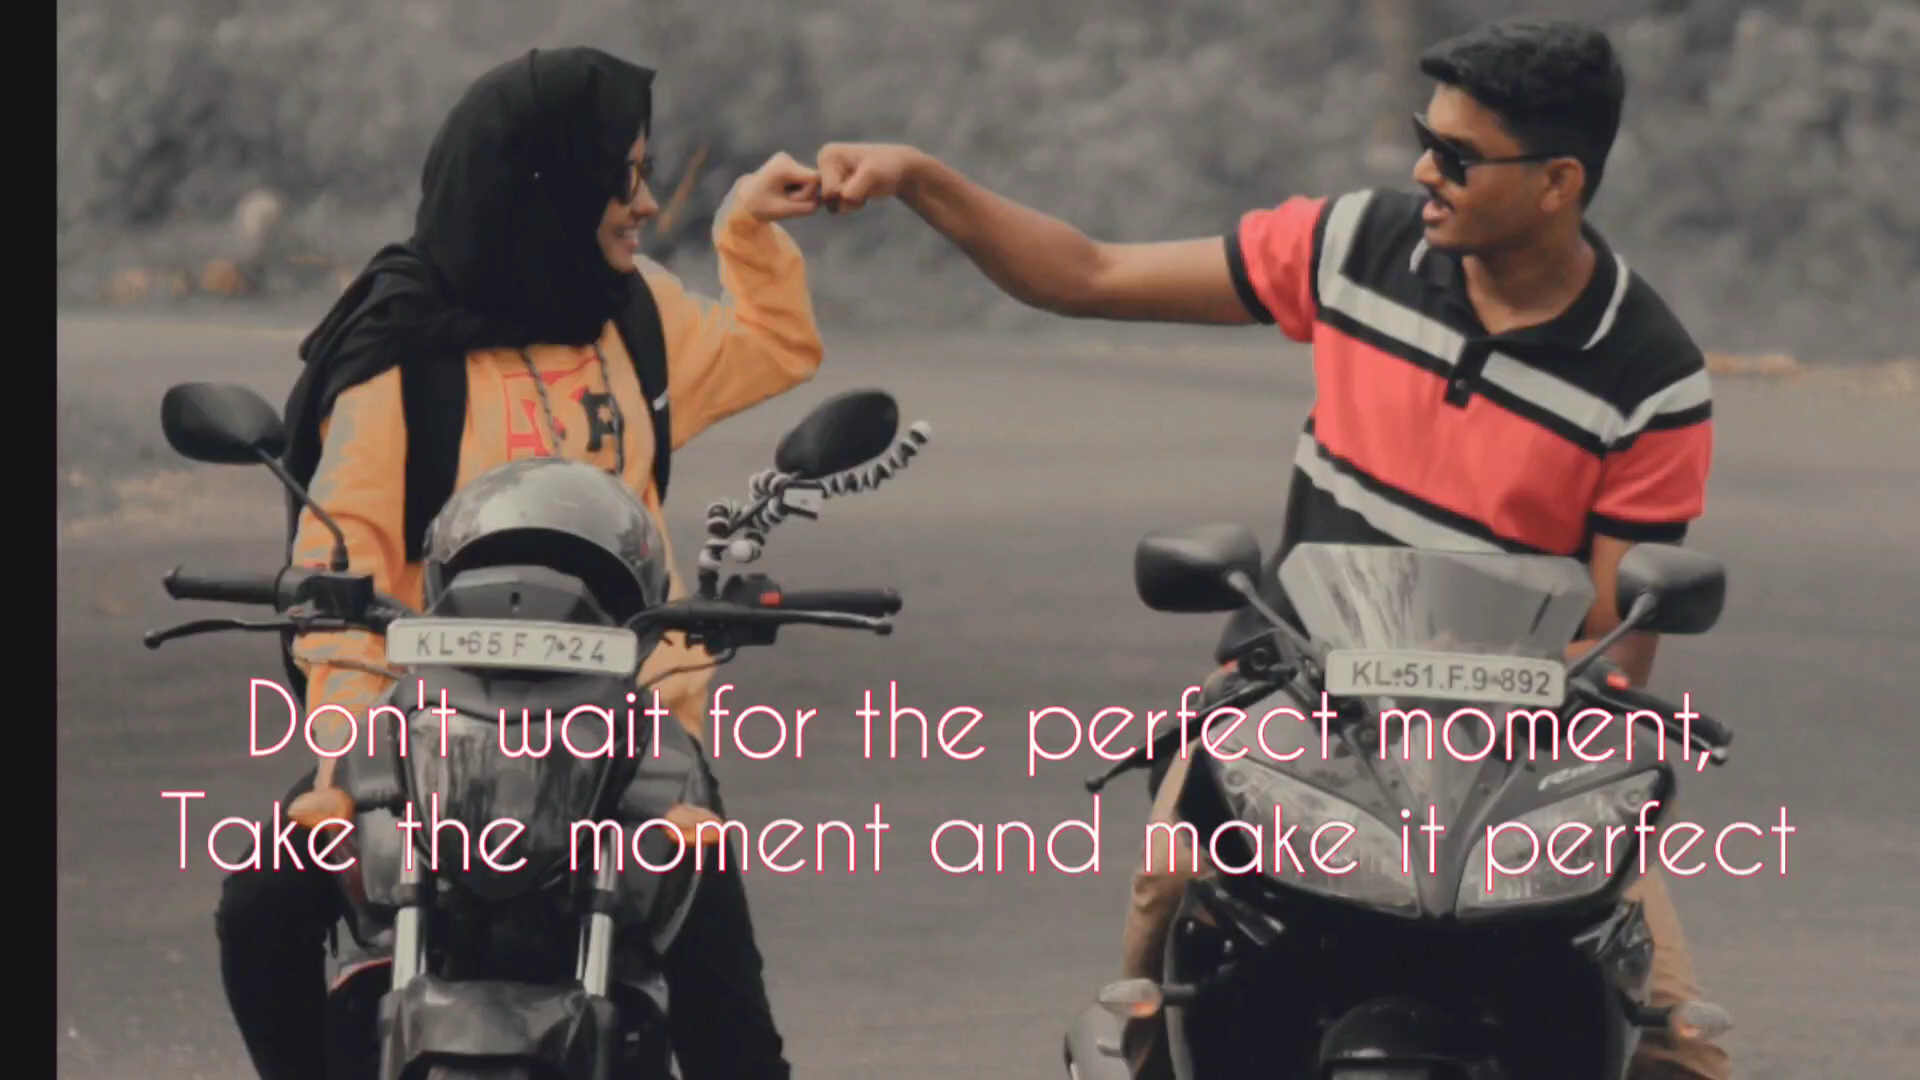 KL•65 F 7•24
KL•51.F.9•892
Don't wait for the perfect moment,
Take the moment and make it perfect